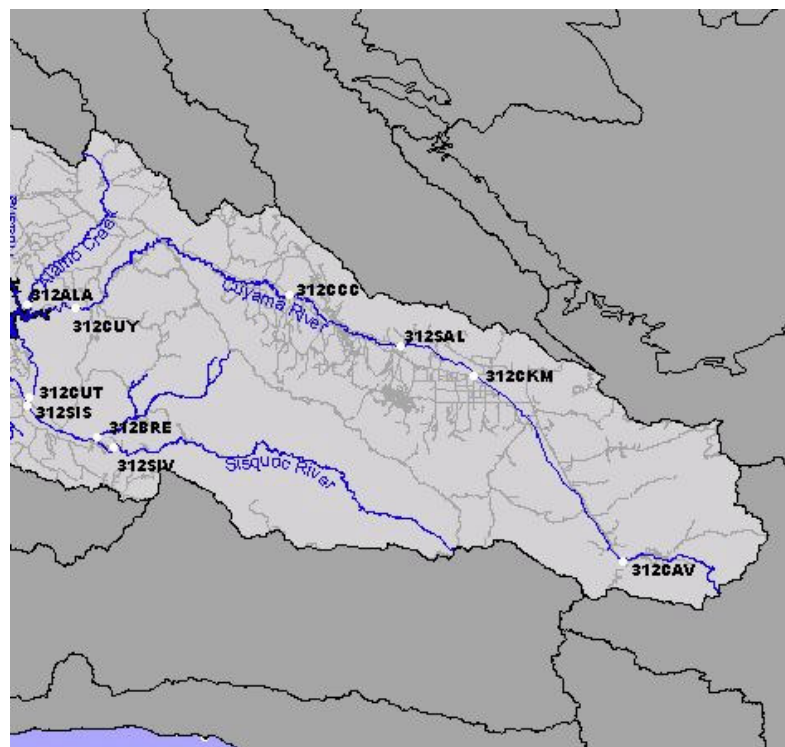 Alamo Creek
312ALA
312CUY
Cuyama River
312CCC
312SAL
312CKM
312CUT
312SIS
312BRE
312SIV
Sisquoc River
312CAV